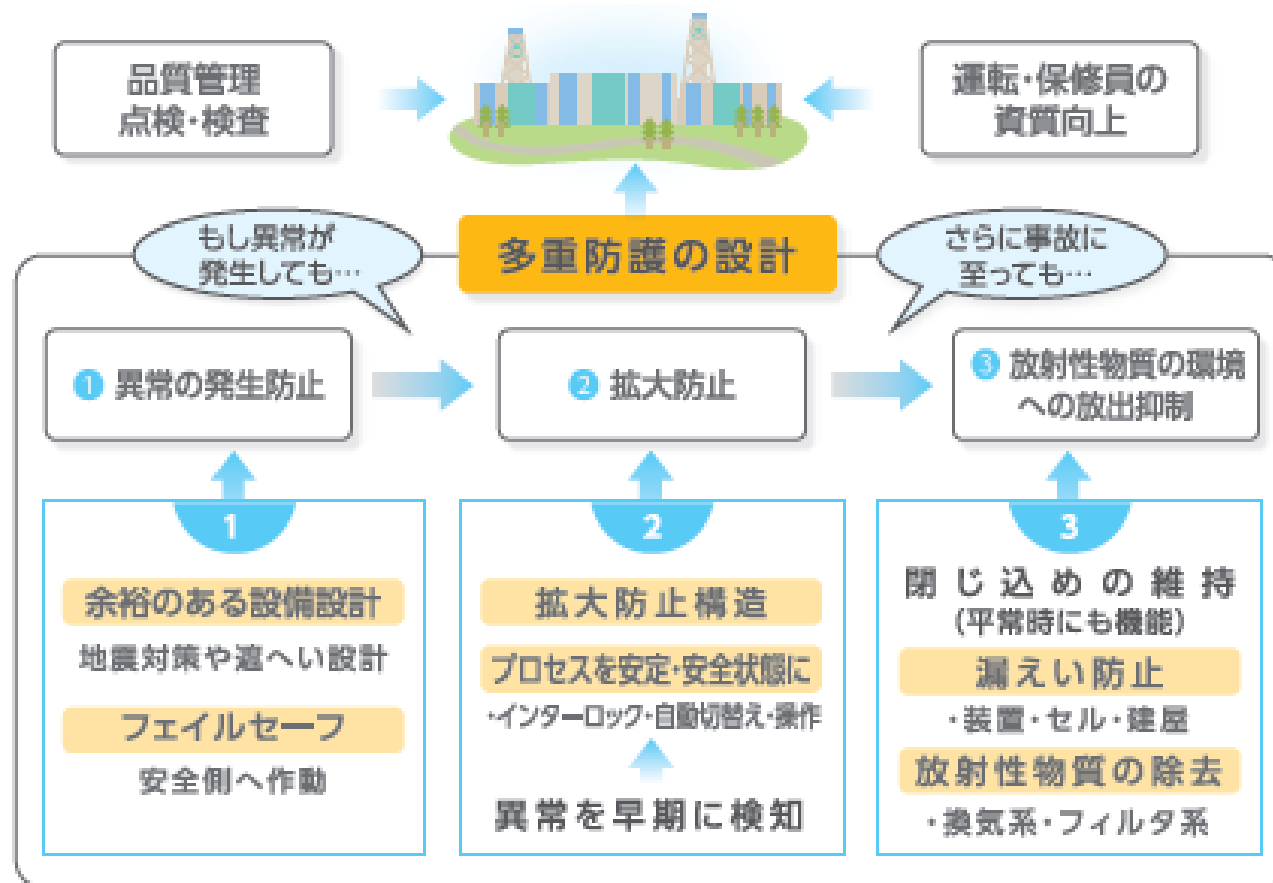 品質管理
点検・検査
運転・保修員の
資質向上
もし異常が
発生しても…
多重防護の設計
さらに事故に
至っても…
1 異常の発生防止
2 拡大防止
3 放射性物質の環境
への放出抑制
1
余裕のある設備設計
地震対策や遮へい設計
フェイルセーフ
安全側へ作動
2
拡大防止構造
プロセスを安定・安全状態に
・インターロック・自動切替え・操作
異常を早期に検知
3
閉じ込めの維持
(平常時にも機能)
漏えい防止
・装置・セル・建屋
放射性物質の除去
・換気系・フィルタ系